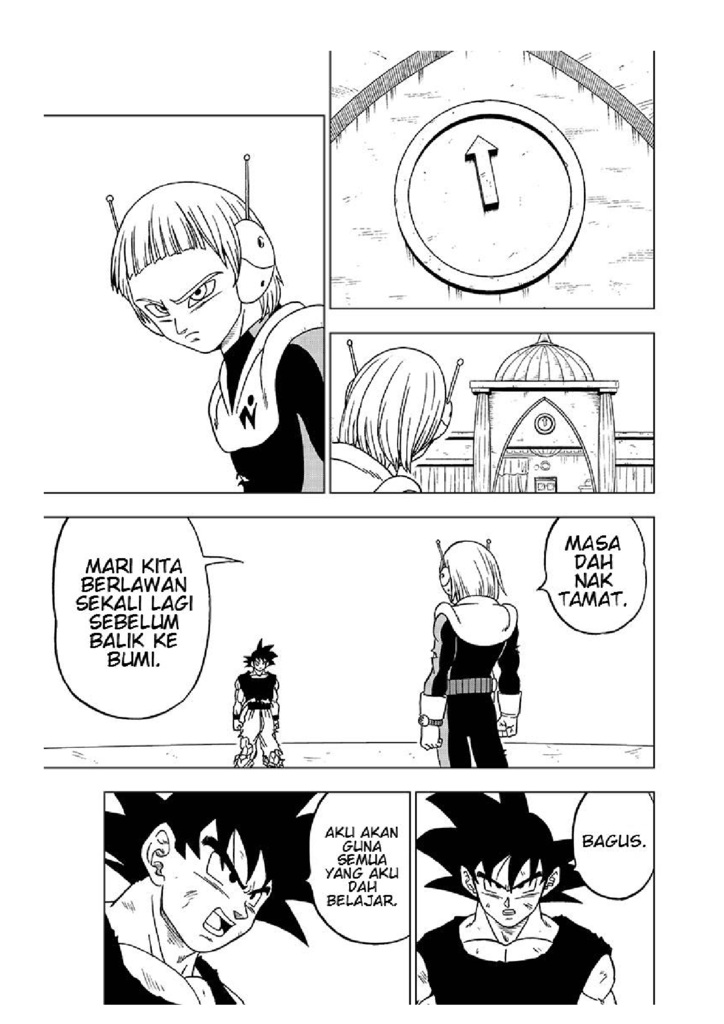 MASA
DAH
NAK
TAMAT.
MARI KITA
BERLAWAN
SEKALI LAGI
SEBELUM
BALIK KE
BUMI.
BAGUS.
AKU AKAN
GUNA
SEMUA
YANG AKU
DAH
BELAJAR.